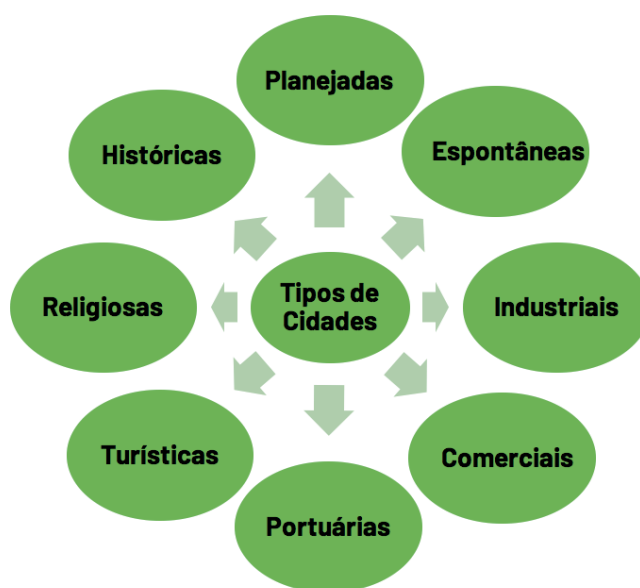 Planejadas
Espontâneas
Históricas
Religiosas
Tipos de
Cidades
Industriais
Turísticas
Comerciais
Portuárias